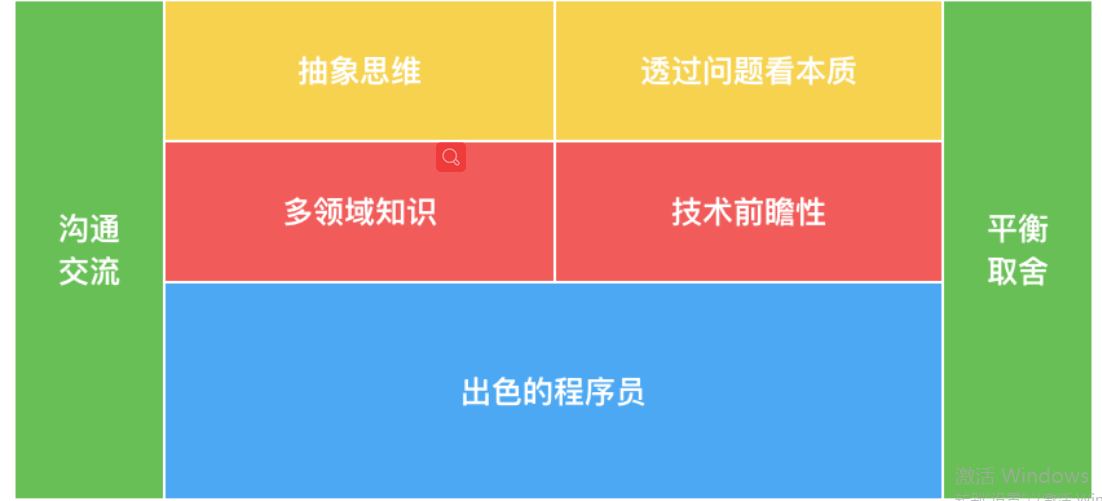 抽象思维
透过问题看本质
多领域知识
技术前瞻性
沟通
交流
平衡
取舍
出色的程序员
激活 Windows